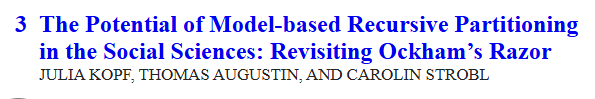 3 The Potential of Model-based Recursive Partitioning
in the Social Sciences: Revisiting Ockham's Razor
JULIA KOPF, THOMAS AUGUSTIN, AND CAROLIN STROBL